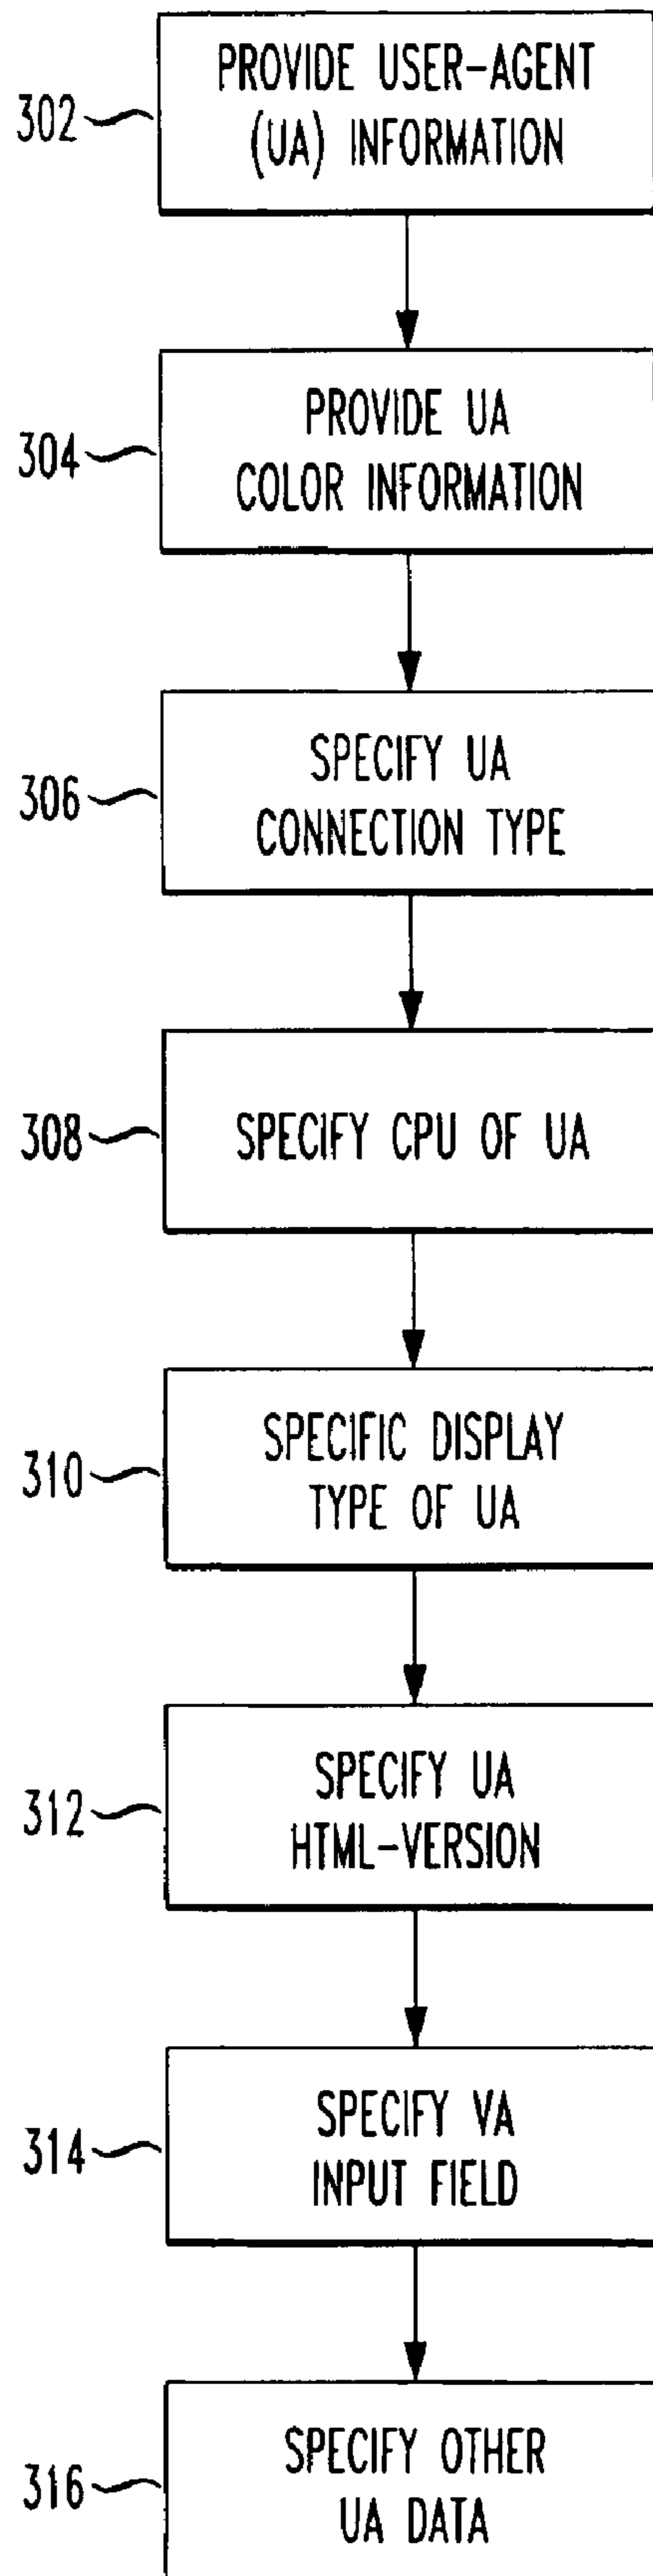 302
PROVIDE USER-AGENT
(UA) INFORMATION
304
PROVIDE UA
COLOR INFORMATION
306
SPECIFY UA
CONNECTION TYPE
308
SPECIFY CPU OF UA
310
SPECIFIC DISPLAY
TYPE OF UA
312
SPECIFY UA
HTML-VERSION
314
SPECIFY VA
INPUT FIELD
316
SPECIFY OTHER
UA DATA